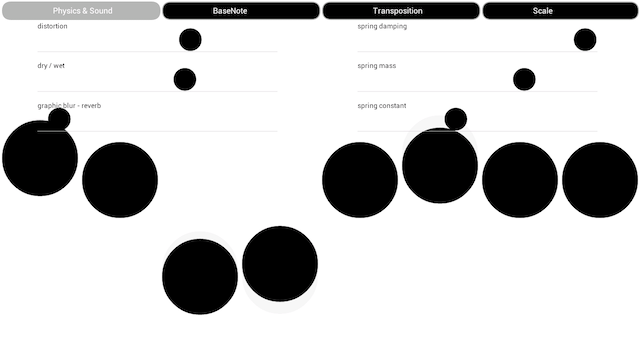 Physics & Sound
BaseNote
Transposition
Scale
distortion
spring damping
dry / wet
spring mass
graphic blur - reverb
spring constant